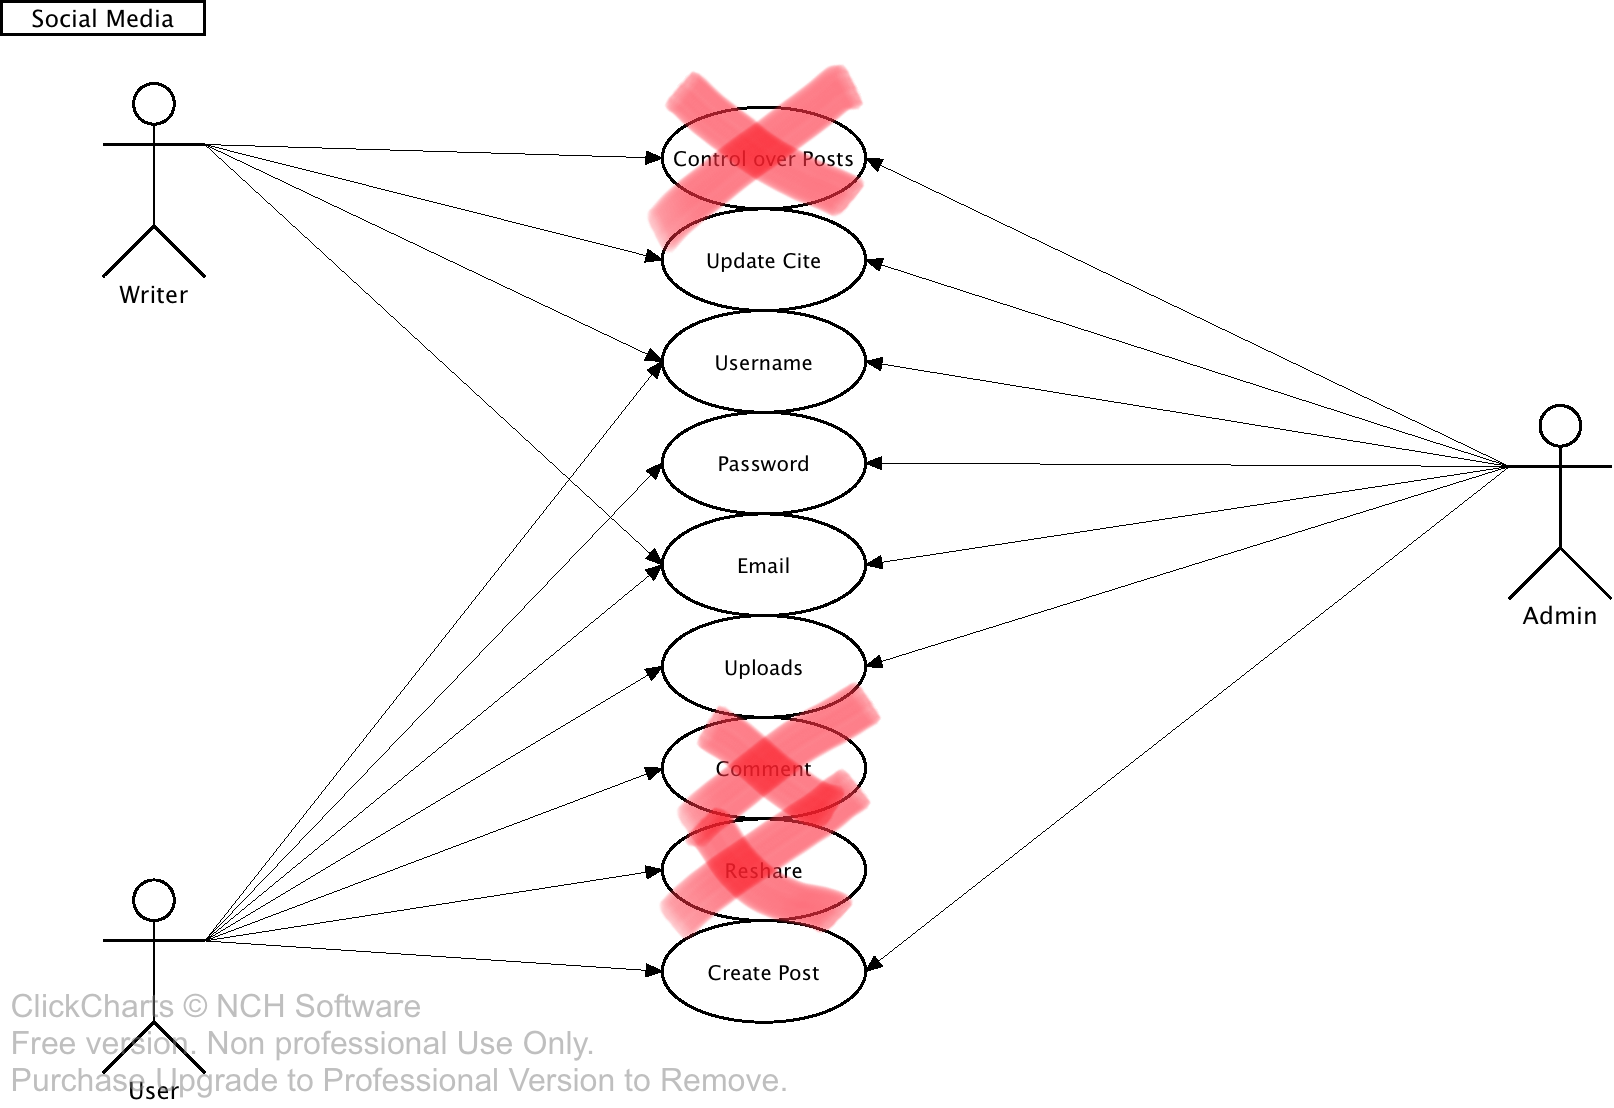 Social Media
Control over Posts
Update Cite
Writer
Username
Password
Email
Admin
Uploads
Comment
Reshare
Create Post
ClickCharts © NCH Software
Free version. Non professional Use Only.
Purchase Upgrade to Professional Version to Remove.
User